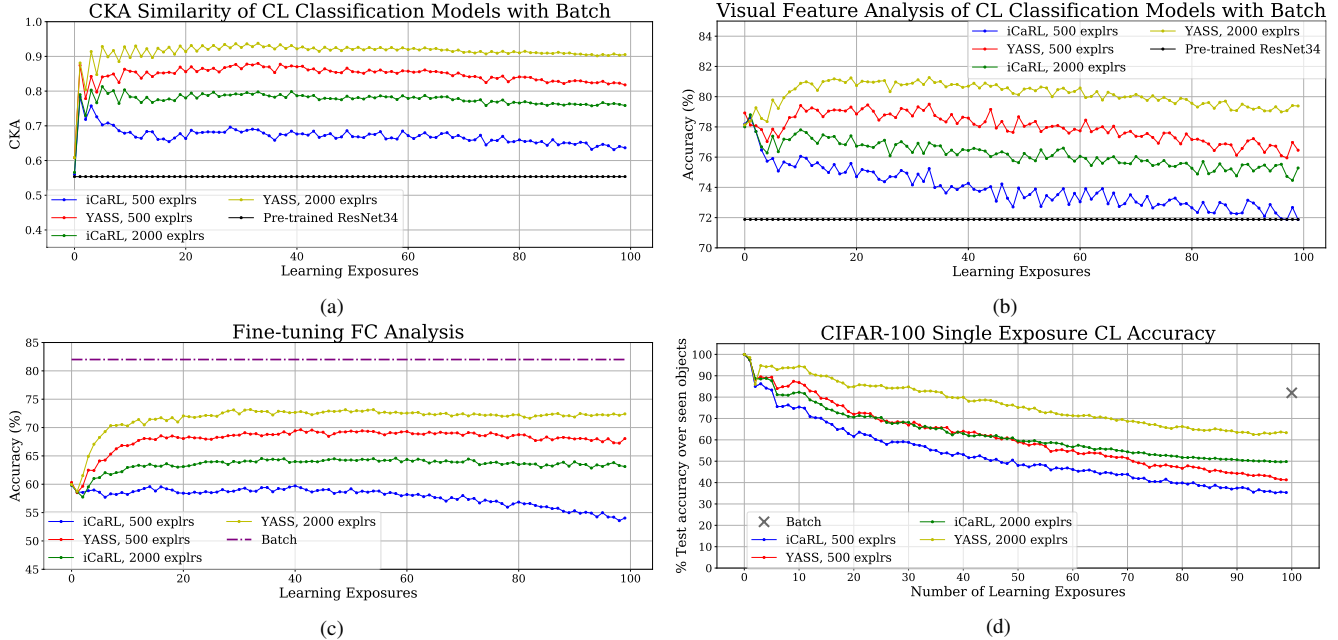 CKA Similarity of CL Classification Models with Batch
1.0
0.9
0.8
0.7
0.6
0.5
0.4
CKA
iCaRL, 500 explrs
YASS, 500 explrs
iCaRL, 2000 explrs
YASS, 2000 explrs
Pre-trained ResNet34
0 20 40 60 80 100
Learning Exposures
(a)
Visual Feature Analysis of CL Classification Models with Batch
84
82
80
78
76
74
72
70
Accuracy (%)
iCaRL, 500 explrs
YASS, 500 explrs
iCaRL, 2000 explrs
YASS, 2000 explrs
Pre-trained ResNet34
0 20 40 60 80 100
Learning Exposures
(b)
Fine-tuning FC Analysis
85
80
75
70
65
60
55
50
45
Accuracy (%)
iCaRL, 500 explrs
YASS, 500 explrs
iCaRL, 2000 explrs
YASS, 2000 explrs
Batch
0 20 40 60 80 100
Learning Exposures
(c)
CIFAR-100 Single Exposure CL Accuracy
100
90
80
70
60
50
40
30
20
10
0
% Test accuracy over seen objects
Batch
iCaRL, 500 explrs
YASS, 500 explrs
iCaRL, 2000 explrs
YASS, 2000 explrs
0 10 20 30 40 50 60 70 80 90 100
Number of Learning Exposures
(d)